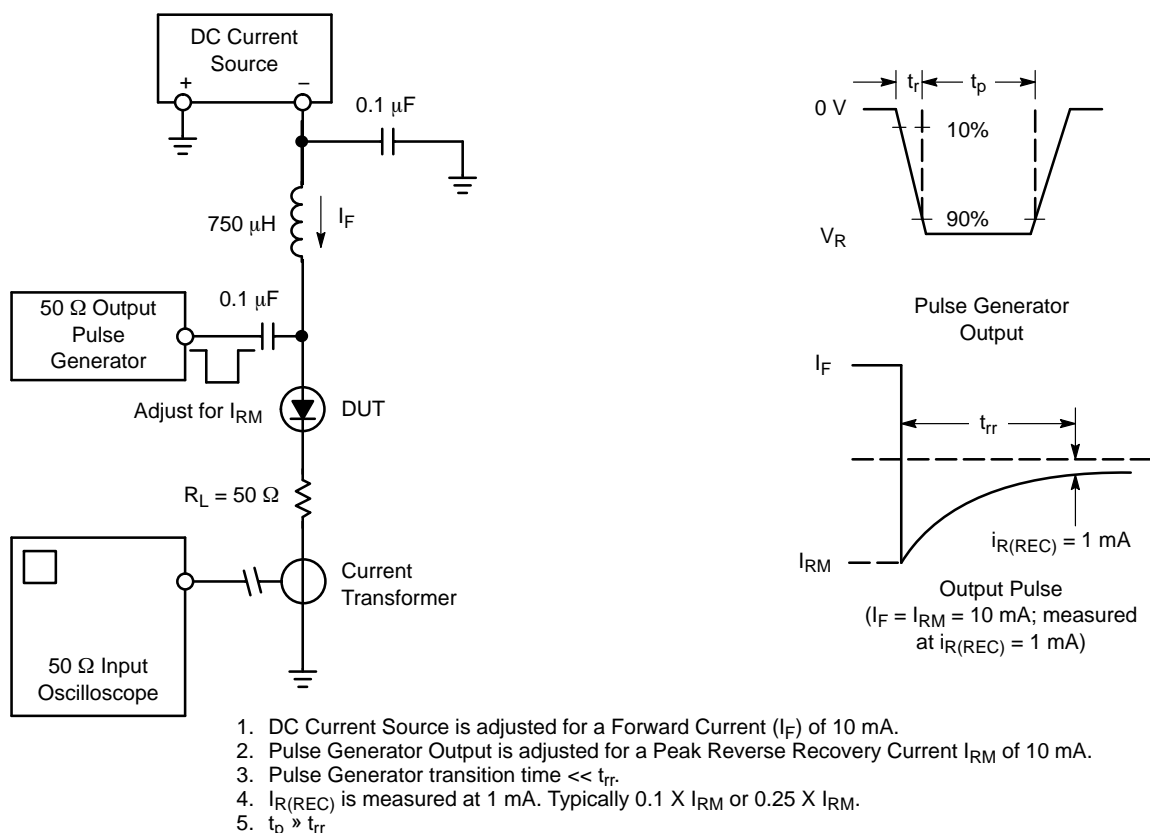 DC Current
Source
+ −
0.1 μF
750 μH
I_F
0.1 μF
50 Ω Output
Pulse
Generator
Adjust for I_RM
DUT
R_L = 50 Ω
Current
Transformer
50 Ω Input
Oscilloscope
t_r t_p
0 V
10%
90%
V_R
Pulse Generator
Output
I_F
t_rr
i_R(REC) = 1 mA
I_RM
Output Pulse
(I_F = I_RM = 10 mA; measured
at i_R(REC) = 1 mA)
1. DC Current Source is adjusted for a Forward Current (I_F) of 10 mA.
2. Pulse Generator Output is adjusted for a Peak Reverse Recovery Current I_RM of 10 mA.
3. Pulse Generator transition time << t_rr.
4. I_R(REC) is measured at 1 mA. Typically 0.1 X I_RM or 0.25 X I_RM.
5. t_p » t_rr